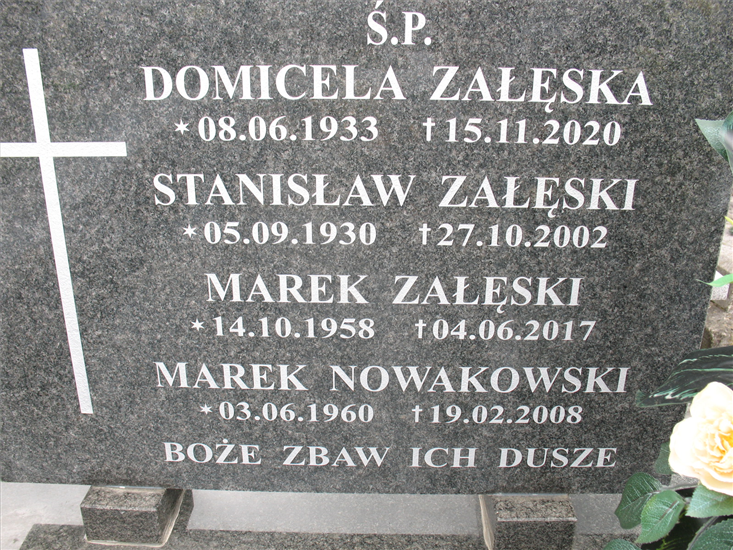 Ś.P.
DOMICELA ZAŁĘSKA
*08.06.1933 †15.11.2020
STANISŁAW ZAŁĘSKI
*05.09.1930 †27.10.2002
MAREK ZAŁĘSKI
*14.10.1958 †04.06.2017
MAREK NOWAKOWSKI
*03.06.1960 †19.02.2008
BOŻE ZBAW ICH DUSZE